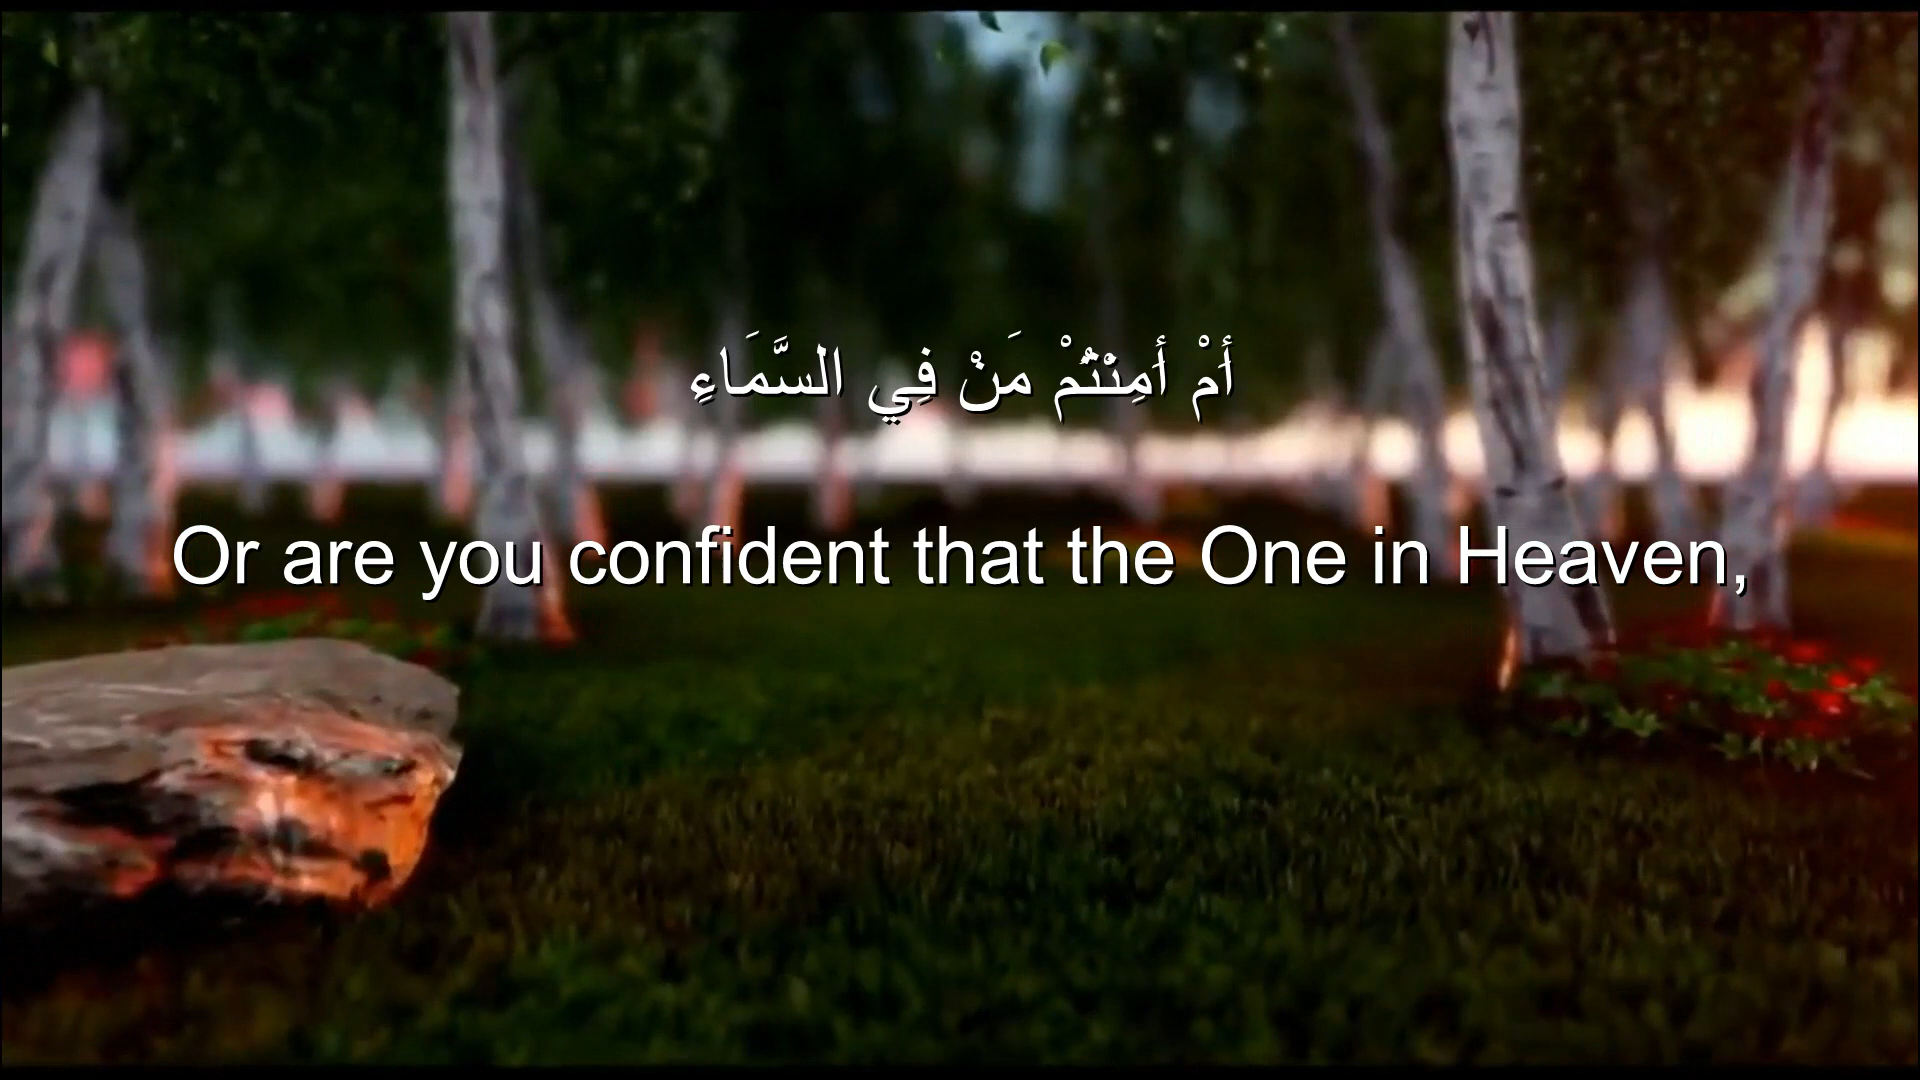 أَمْ أَمِنْتُمْ مَنْ فِي السَّمَاءِ
Or are you confident that the One in Heaven,